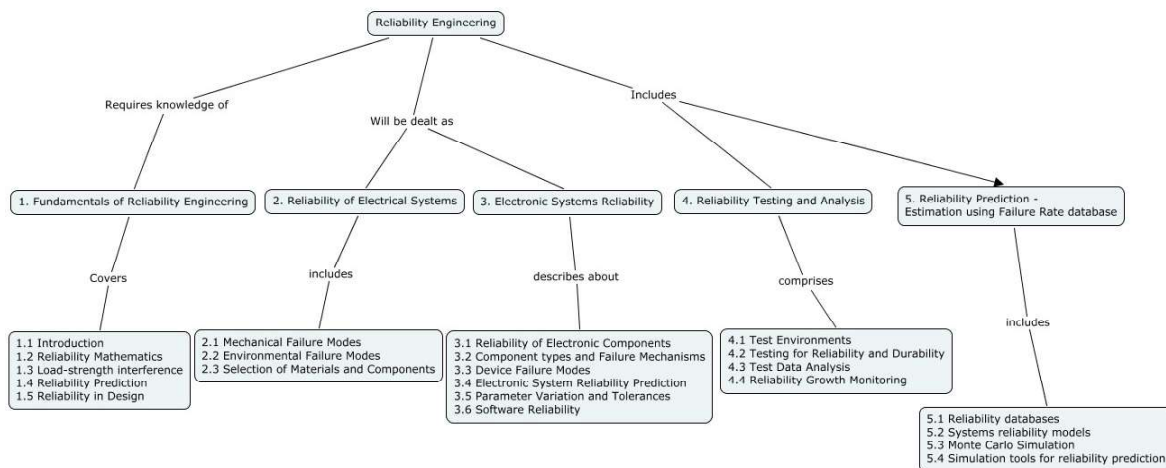 Reliability Engineering
Requires knowledge of
Will be dealt as
Includes
1. Fundamentals of Reliability Engineering
2. Reliability of Electrical Systems
3. Electronic Systems Reliability
4. Reliability Testing and Analysis
5. Reliability Prediction -
Estimation using Failure Rate database
Covers
includes
describes about
comprises
includes
1.1 Introduction
1.2 Reliability Mathematics
1.3 Load-strength interference
1.4 Reliability Prediction
1.5 Reliability in Design
2.1 Mechanical Failure Modes
2.2 Environmental Failure Modes
2.3 Selection of Materials and Components
3.1 Reliability of Electronic Components
3.2 Component types and Failure Mechanisms
3.3 Device Failure Modes
3.4 Electronic System Reliability Prediction
3.5 Parameter Variation and Tolerances
3.6 Software Reliability
4.1 Test Environments
4.2 Testing for Reliability and Durability
4.3 Test Data Analysis
4.4 Reliability Growth Monitoring
5.1 Reliability databases
5.2 Systems reliability models
5.3 Monte Carlo Simulation
5.4 Simulation tools for reliability prediction